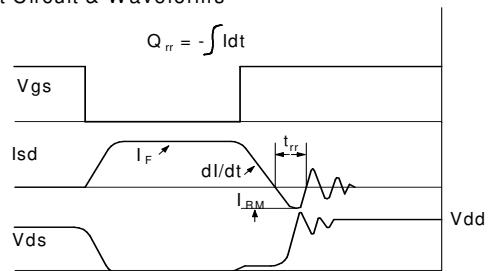 t Circuit & Waveforms
Q rr = - ∫ Idt
Vgs
Isd
I F
dI/dt
t rr
I RM
Vdd
Vds